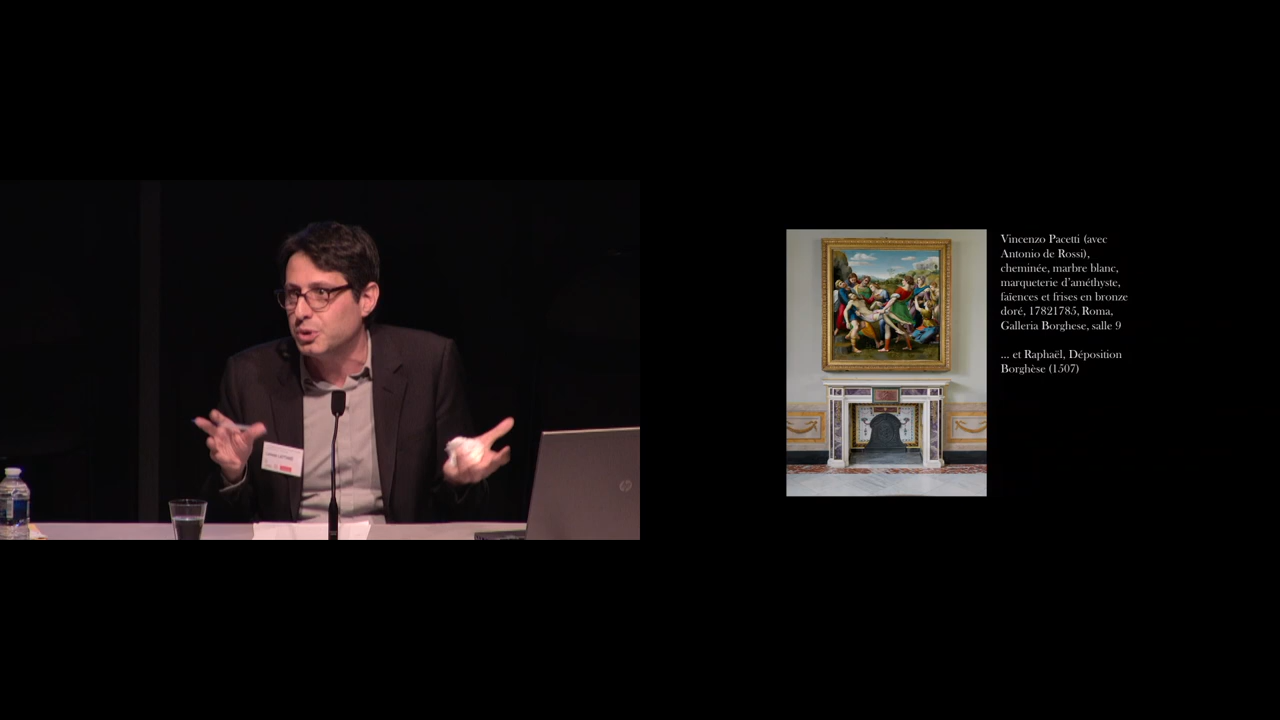 Vincenzo Pacetti (avec
Antonio de Rossi),
cheminée, marbre blanc,
marqueterie d'améthyste,
faïences et frises en bronze
doré, 17821785, Roma,
Galleria Borghese, salle 9
... et Raphaël, Déposition
Borghèse (1507)
hp